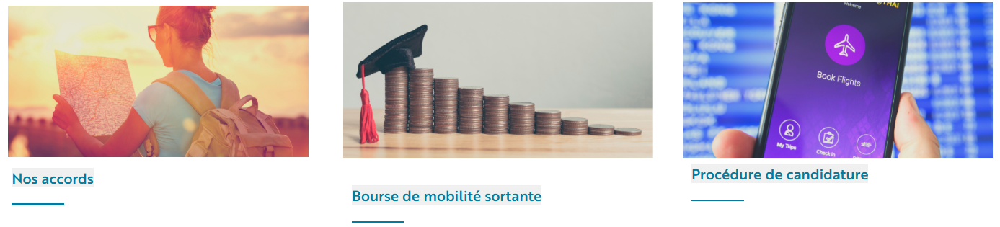 Nos accords
Bourse de mobilité sortante
Welcome
THAI
Book Flights
My Trips
Check in
Procédure de candidature